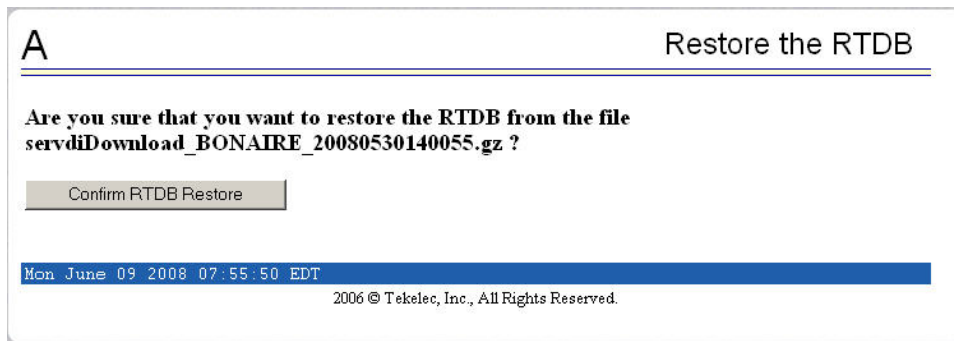 A
Restore the RTDB
Are you sure that you want to restore the RTDB from the file
servdiDownload_BONAIRE_20080530140055.gz ?
Confirm RTDB Restore
Mon June 09 2008 07:55:50 EDT
2006 © Tekelec, Inc., All Rights Reserved.